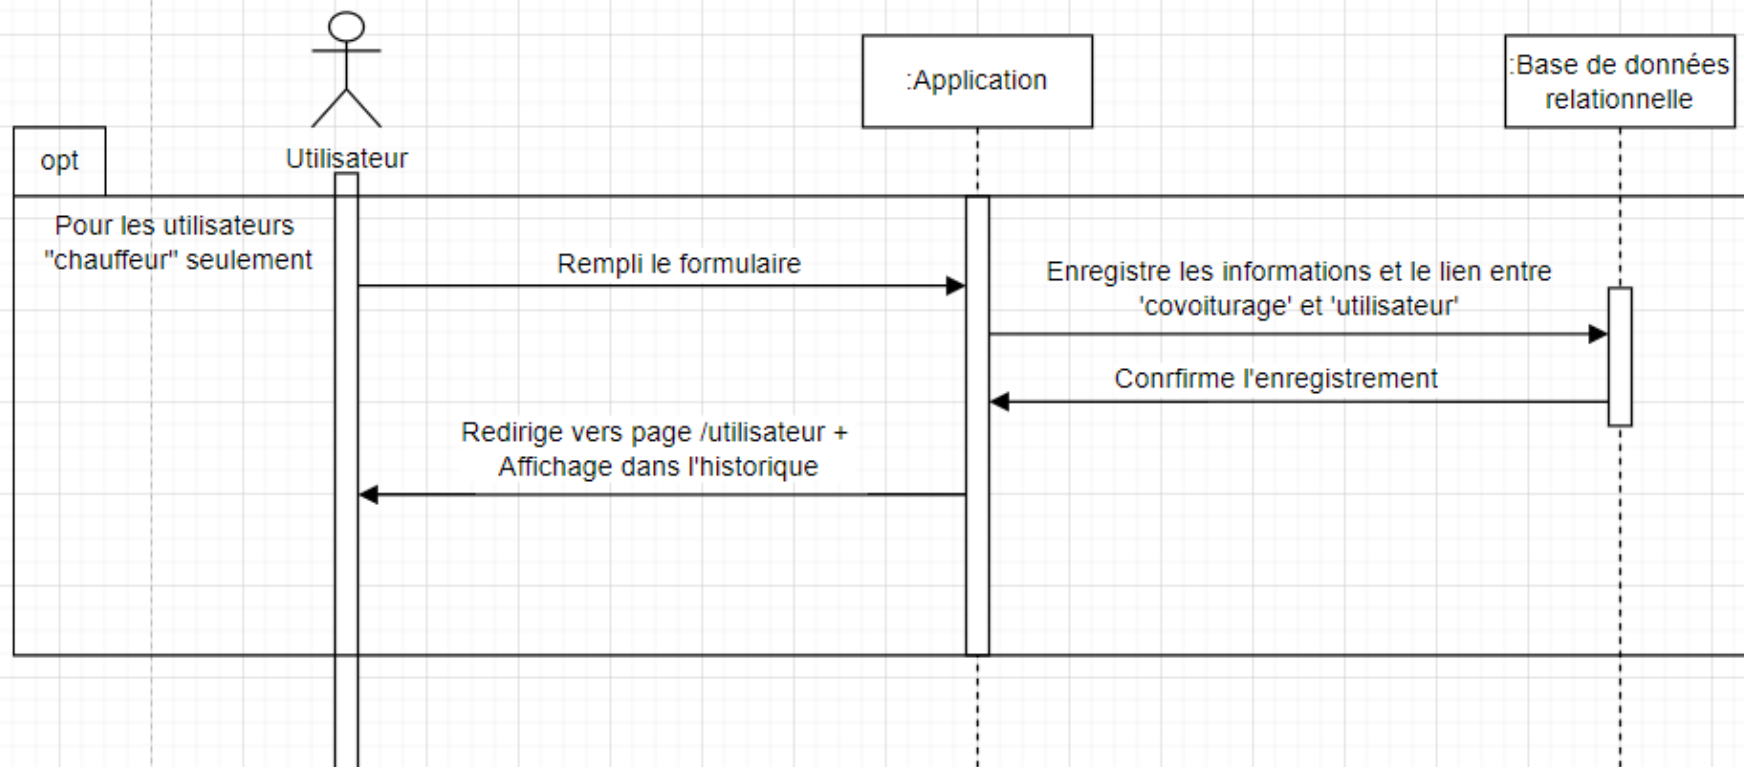 :Application
:Base de données
relationnelle
opt
Utilisateur
Pour les utilisateurs
"chauffeur" seulement
Rempli le formulaire
Enregistre les informations et le lien entre
'covoiturage' et 'utilisateur'
Conrfirme l'enregistrement
Redirige vers page /utilisateur +
Affichage dans l'historique